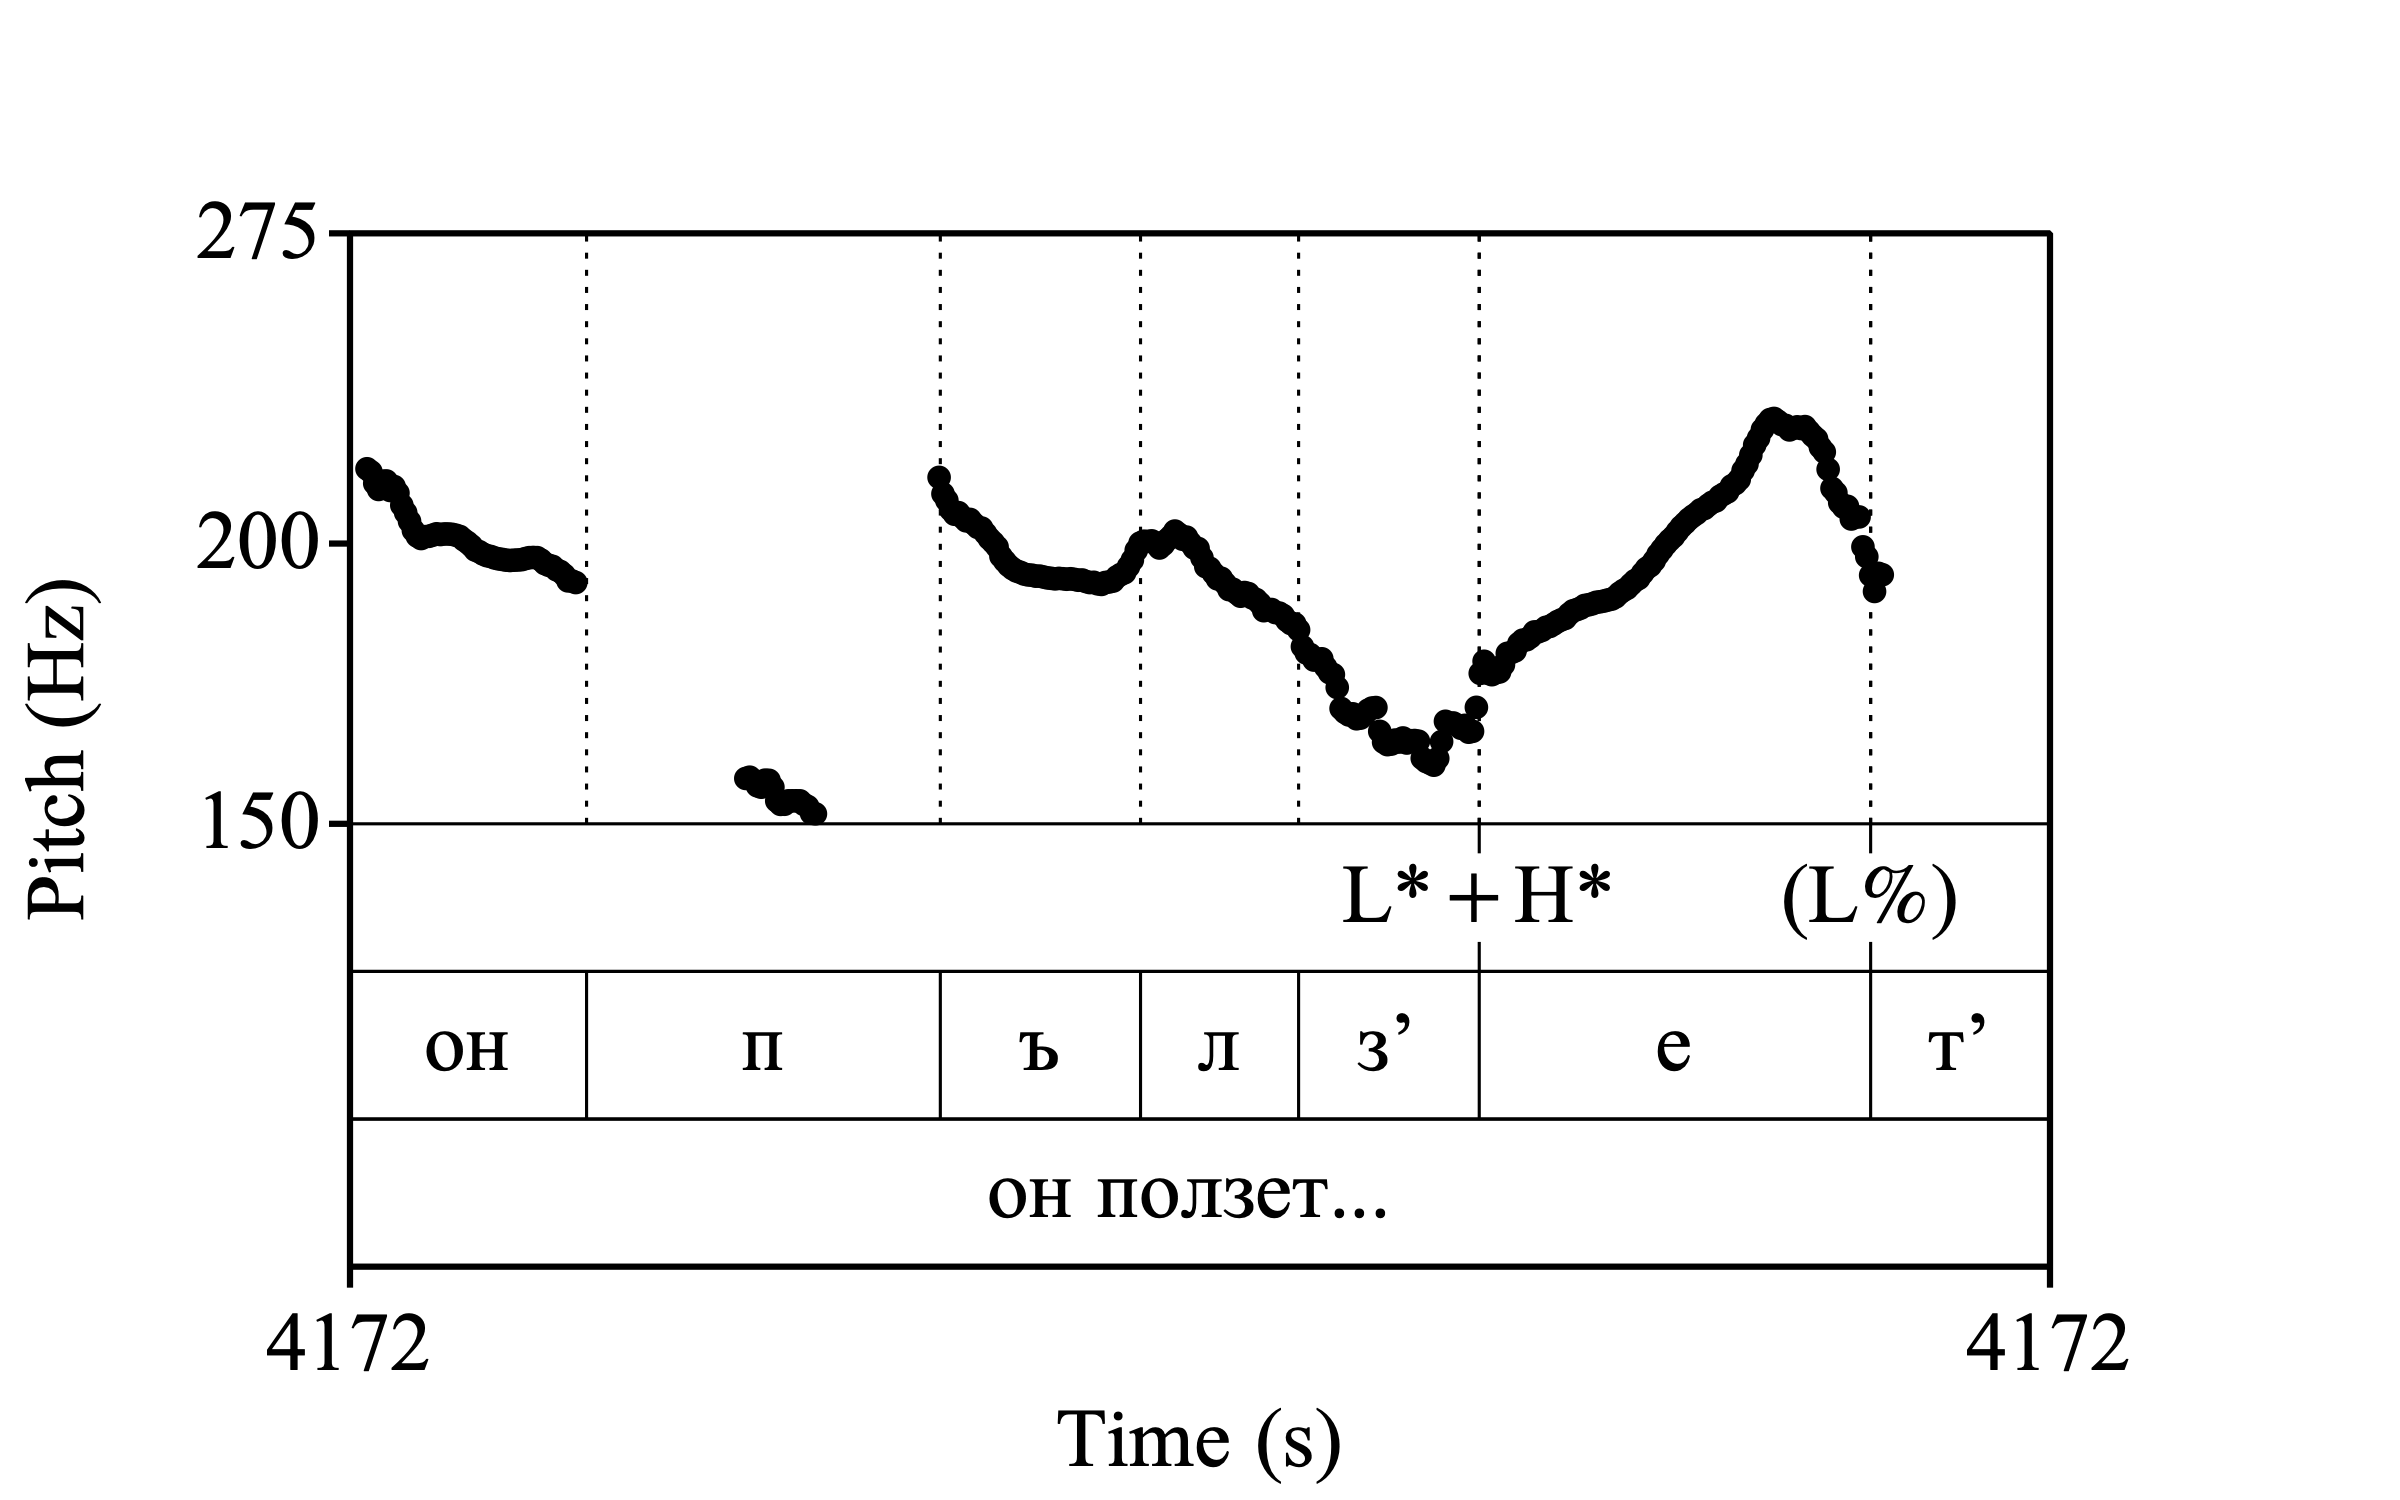 275
200
150
Pitch (Hz)
L*+H* (L%)
он п ъ л з’ е т’
он ползет...
4172 4172
Time (s)